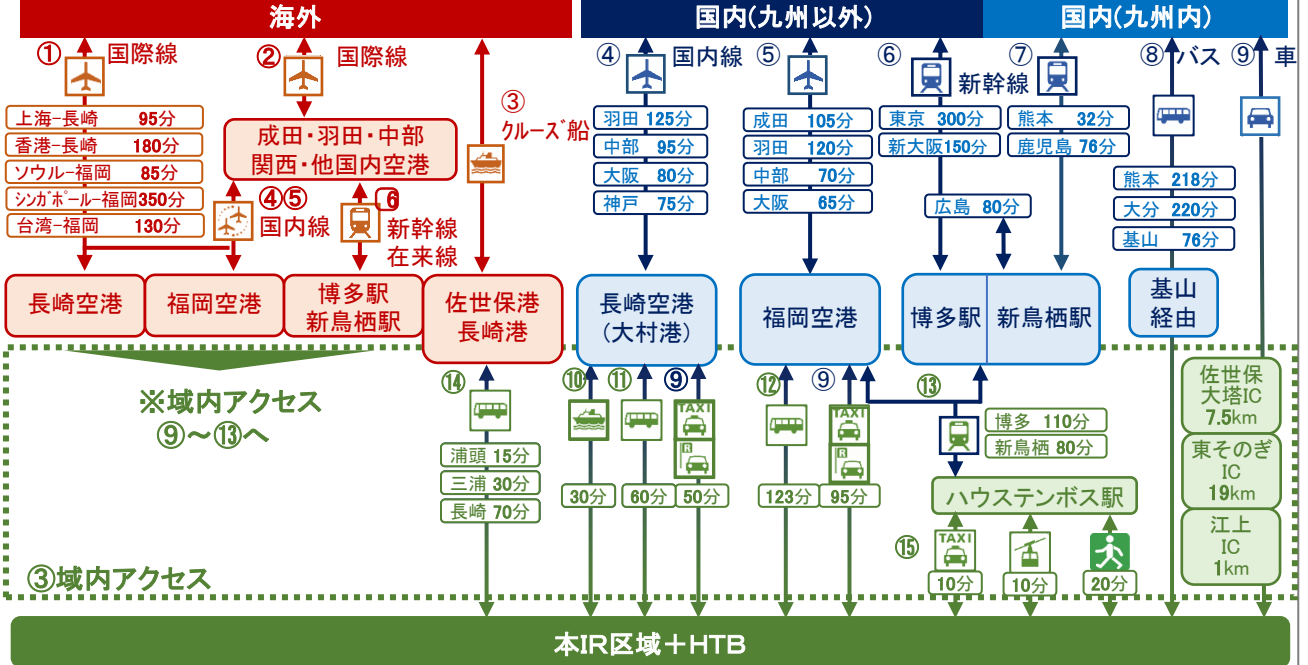 海外
国内(九州以外)
国内(九州内)
①
国際線
上海-長崎 95分
香港-長崎 180分
ソウル-福岡 85分
シンガポール-福岡350分
台湾-福岡 130分
②
国際線
成田・羽田・中部
関西・他国内空港
④⑤
国内線
⑥
新幹線
在来線
③
クルーズ船
④
国内線
羽田 125分
中部 95分
大阪 80分
神戸 75分
⑤
成田 105分
羽田 120分
中部 70分
大阪 65分
⑥
新幹線
東京 300分
新大阪150分
広島 80分
⑦
熊本 32分
鹿児島 76分
⑧バス
熊本 218分
大分 220分
基山 76分
⑨車
長崎空港
福岡空港
博多駅
新鳥栖駅
佐世保港
長崎港
長崎空港
(大村港)
福岡空港
博多駅
新鳥栖駅
基山
経由
※域内アクセス
⑨~⑬へ
⑭
浦頭 15分
三浦 30分
長崎 70分
⑩
30分
⑪
60分
⑨
TAXI
R
50分
⑫
123分
⑨
TAXI
R
95分
⑬
博多 110分
新鳥栖 80分
ハウステンボス駅
⑮
TAXI
10分
10分
20分
佐世保
大塔IC
7.5km
東そのぎ
IC
19km
江上
IC
1km
③域内アクセス
本IR区域+HTB